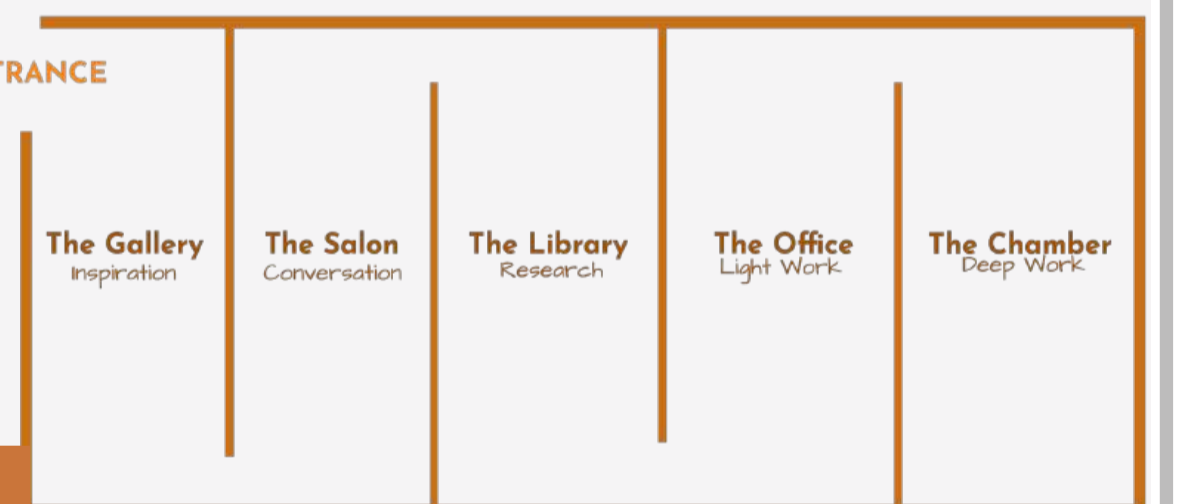 TRANCE
The Gallery
Inspiration
The Salon
Conversation
The Library
Research
The Office
Light Work
The Chamber
Deep Work